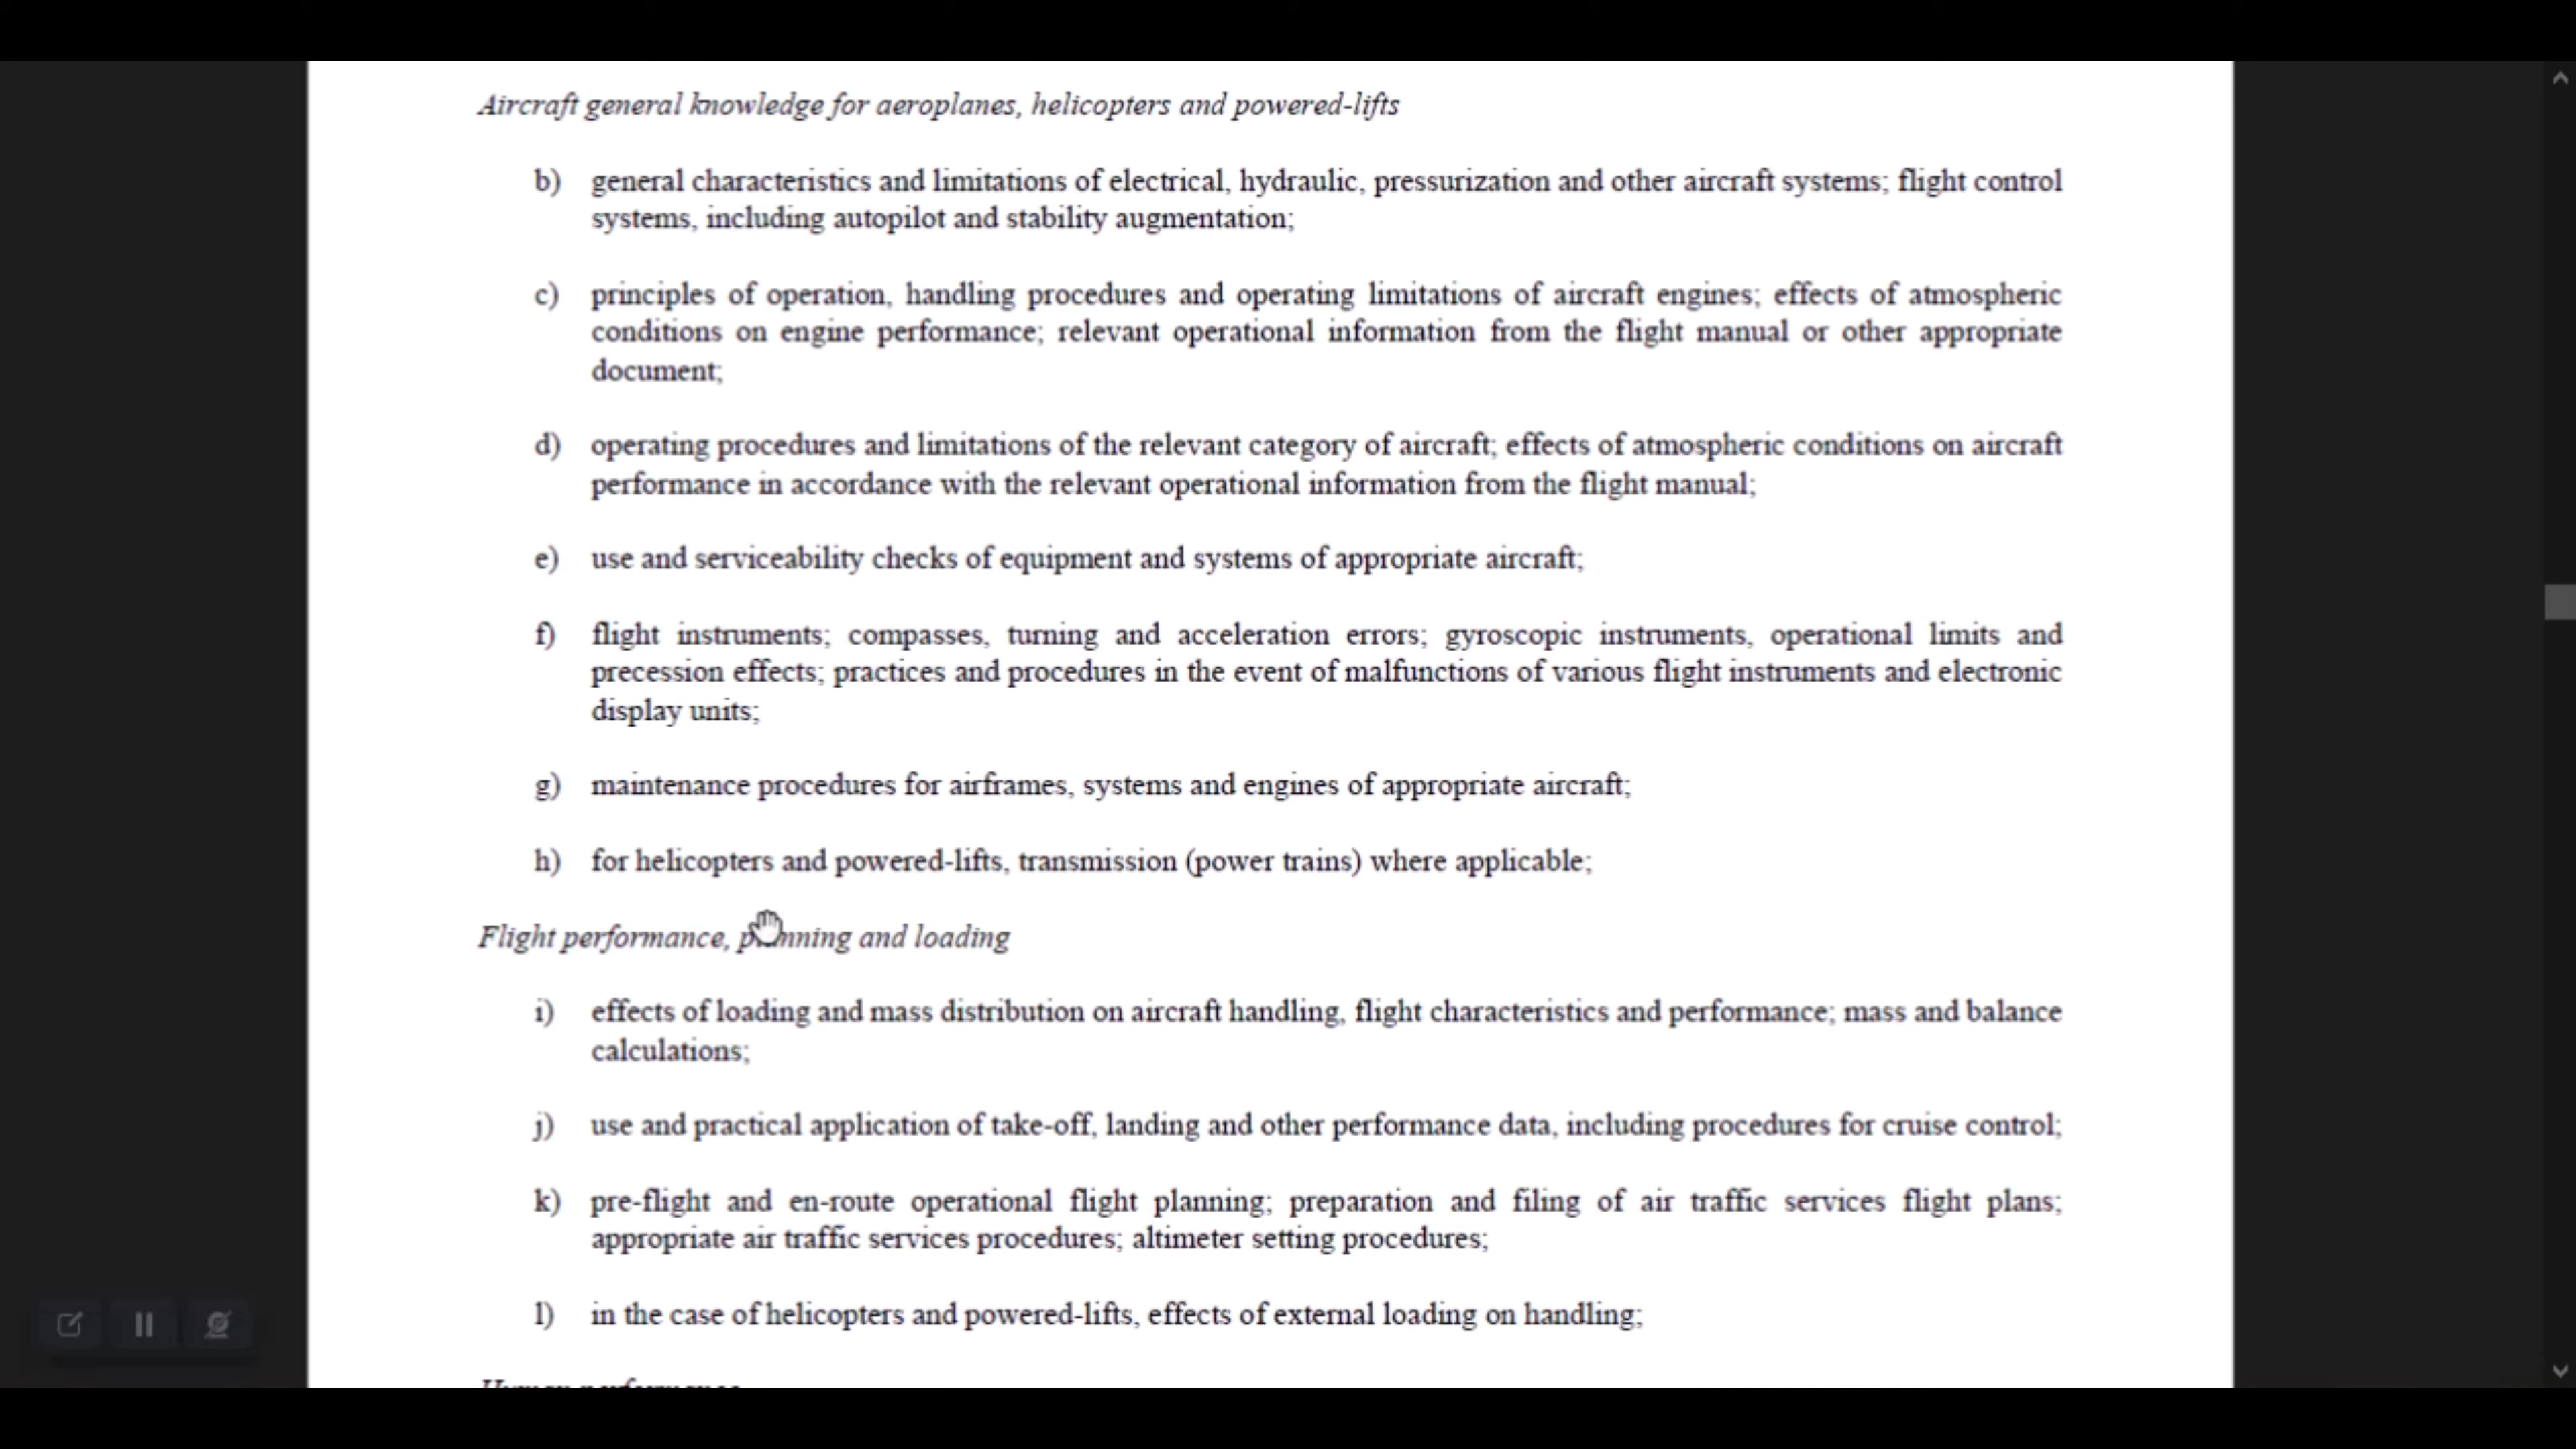 Aircraft general knowledge for aeroplanes, helicopters and powered-lifts
b) general characteristics and limitations of electrical, hydraulic, pressurization and other aircraft systems; flight control
systems, including autopilot and stability augmentation;
c) principles of operation, handling procedures and operating limitations of aircraft engines; effects of atmospheric
conditions on engine performance; relevant operational information from the flight manual or other appropriate
document;
d) operating procedures and limitations of the relevant category of aircraft; effects of atmospheric conditions on aircraft
performance in accordance with the relevant operational information from the flight manual;
e) use and serviceability checks of equipment and systems of appropriate aircraft;
f) flight instruments; compasses, turning and acceleration errors; gyroscopic instruments, operational limits and
precession effects; practices and procedures in the event of malfunctions of various flight instruments and electronic
display units;
g) maintenance procedures for airframes, systems and engines of appropriate aircraft;
h) for helicopters and powered-lifts, transmission (power trains) where applicable;
Flight performance, planning and loading
i) effects of loading and mass distribution on aircraft handling, flight characteristics and performance; mass and balance
calculations;
j) use and practical application of take-off, landing and other performance data, including procedures for cruise control;
k) pre-flight and en-route operational flight planning; preparation and filing of air traffic services flight plans;
appropriate air traffic services procedures; altimeter setting procedures;
l) in the case of helicopters and powered-lifts, effects of external loading on handling;
Human performance